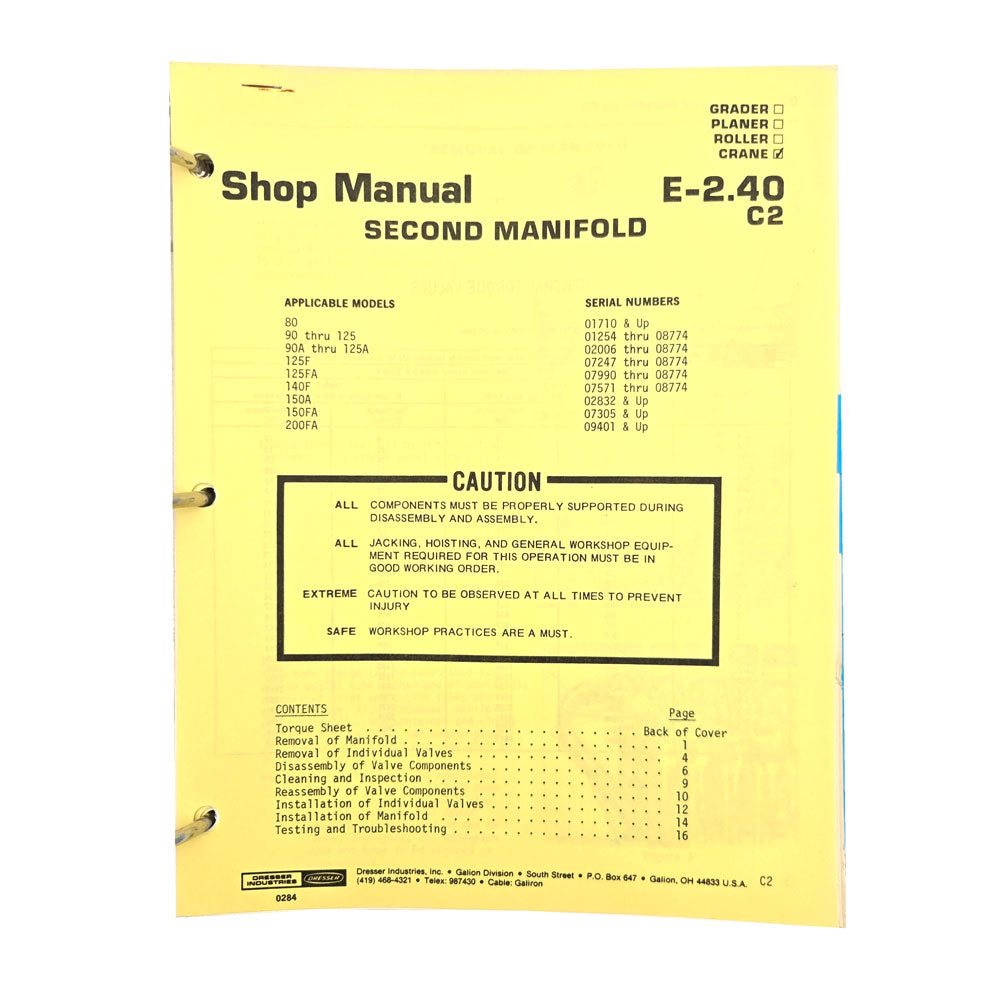 GRADER ☐
PLANER ☐
ROLLER ☐
CRANE ☑
Shop Manual E-2.40
SECOND MANIFOLD C2
APPLICABLE MODELS SERIAL NUMBERS
80 01710 & Up
90 thru 125 01254 thru 08774
90A thru 125A 02006 thru 08774
125F 07247 thru 08774
125FA 07990 thru 08774
140F 07571 thru 08774
150A 02832 & Up
150FA 07305 & Up
200FA 09401 & Up
CAUTION
ALL COMPONENTS MUST BE PROPERLY SUPPORTED DURING
DISASSEMBLY AND ASSEMBLY.
ALL JACKING, HOISTING, AND GENERAL WORKSHOP EQUIP-
MENT REQUIRED FOR THIS OPERATION MUST BE IN
GOOD WORKING ORDER.
EXTREME CAUTION TO BE OBSERVED AT ALL TIMES TO PREVENT
INJURY
SAFE WORKSHOP PRACTICES ARE A MUST.
CONTENTS Page
Torque Sheet . . . . . . . . . . . . . . . . . . . . . . Back of Cover
Removal of Manifold . . . . . . . . . . . . . . . . . . . . . 1
Removal of Individual Valves . . . . . . . . . . . . . . . . 4
Disassembly of Valve Components . . . . . . . . . . . . . . . 6
Cleaning and Inspection . . . . . . . . . . . . . . . . . . . 9
Reassembly of Valve Components . . . . . . . . . . . . . . 10
Installation of Individual Valves . . . . . . . . . . . . . . 12
Installation of Manifold . . . . . . . . . . . . . . . . . 14
Testing and Troubleshooting . . . . . . . . . . . . . . . . . 16
DRESSER
INDUSTRIES
DRESSER
Dresser Industries, Inc. • Galion Division • South Street • P.O. Box 647 • Galion, OH 44833 U.S.A. C2
(419) 468-4321 • Telex: 987430 • Cable: Galiron
0284